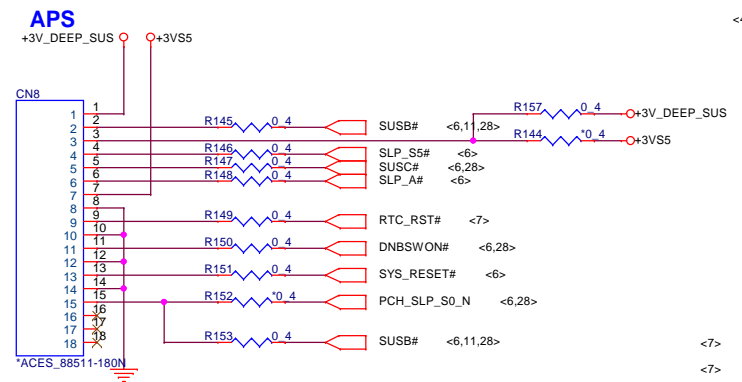 APS
<4
+3V_DEEP_SUS +3VS5
CN8
1 1
2 2 R145 0_4 SUSB# <6,11,28>
R157 0_4 +3V_DEEP_SUS
3 3 R144 *0_4 +3VS5
4 4 R146 0_4 SLP_S5# <6>
5 5 R147 0_4 SUSC# <6,28>
6 6 R148 0_4 SLP_A# <6>
7 7
8 8
9 9 R149 0_4 RTC_RST# <7>
10 10
11 11 R150 0_4 DNBSWON# <6,28>
12 12
13 13 R151 0_4 SYS_RESET# <6>
14 14
15 15 R152 *0_4 PCH_SLP_S0_N <6,28>
16 16
17 17
18 18 R153 0_4 SUSB# <6,11,28> <7>
*ACES_88511-180N
<7>